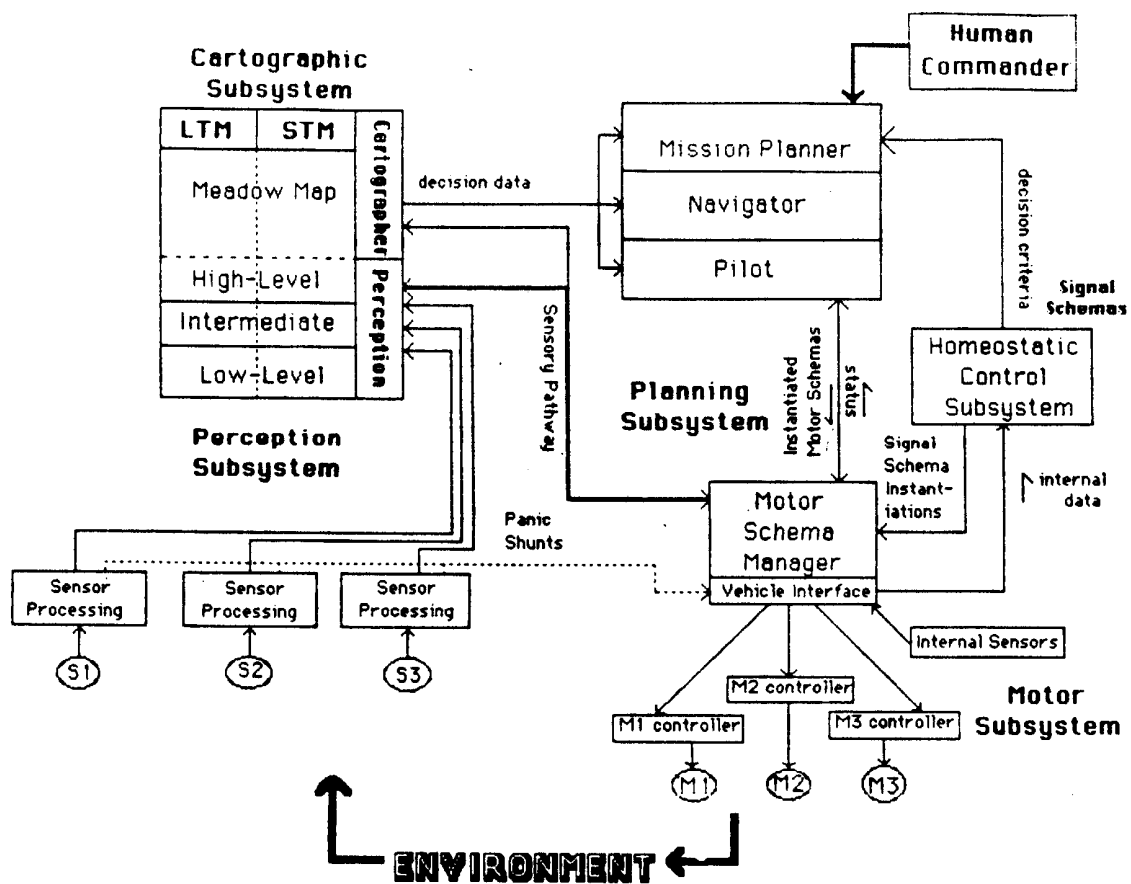 Cartographic
Subsystem
Human
Commander
LTM
STM
Cartographer
Meadow Map
decision data
Mission Planner
Navigator
Pilot
decision criteria
Signal
Schemas
High-Level
Intermediate
Low-Level
Perception
Sensory Pathway
Homeostatic
Control
Subsystem
Planning
Subsystem
Instantiated
Motor Schemas
status
Perception
Subsystem
Signal
Schema
Instant-
iations
internal
data
Panic
Shunts
Motor
Schema
Manager
Vehicle Interface
Sensor
Processing
Sensor
Processing
Sensor
Processing
Internal Sensors
S1
S2
S3
M2 controller
M1 controller
M3 controller
Motor
Subsystem
M1
M2
M3
ENVIRONMENT